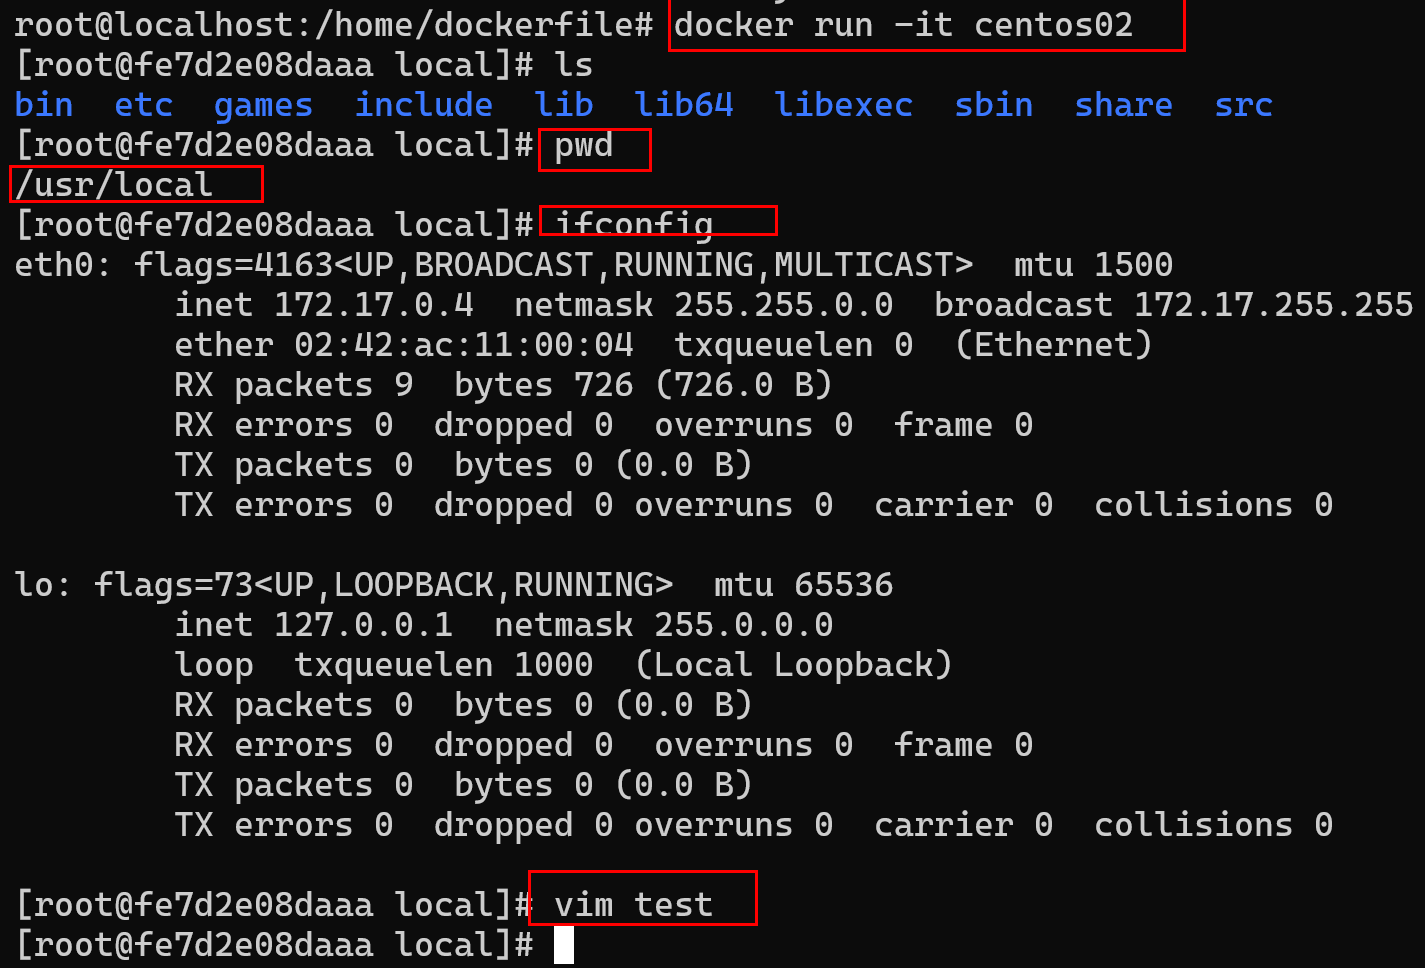 root@localhost:/home/dockerfile# docker run -it centos02
[root@fe7d2e08daaa local]# ls
bin  etc  games  include  lib  lib64  libexec  sbin  share  src
[root@fe7d2e08daaa local]# pwd
/usr/local
[root@fe7d2e08daaa local]# ifconfig
eth0: flags=4163<UP,BROADCAST,RUNNING,MULTICAST>  mtu 1500
        inet 172.17.0.4  netmask 255.255.0.0  broadcast 172.17.255.255
        ether 02:42:ac:11:00:04  txqueuelen 0  (Ethernet)
        RX packets 9  bytes 726 (726.0 B)
        RX errors 0  dropped 0  overruns 0  frame 0
        TX packets 0  bytes 0 (0.0 B)
        TX errors 0  dropped 0 overruns 0  carrier 0  collisions 0

lo: flags=73<UP,LOOPBACK,RUNNING>  mtu 65536
        inet 127.0.0.1  netmask 255.0.0.0
        loop  txqueuelen 1000  (Local Loopback)
        RX packets 0  bytes 0 (0.0 B)
        RX errors 0  dropped 0  overruns 0  frame 0
        TX packets 0  bytes 0 (0.0 B)
        TX errors 0  dropped 0 overruns 0  carrier 0  collisions 0

[root@fe7d2e08daaa local]# vim test
[root@fe7d2e08daaa local]#